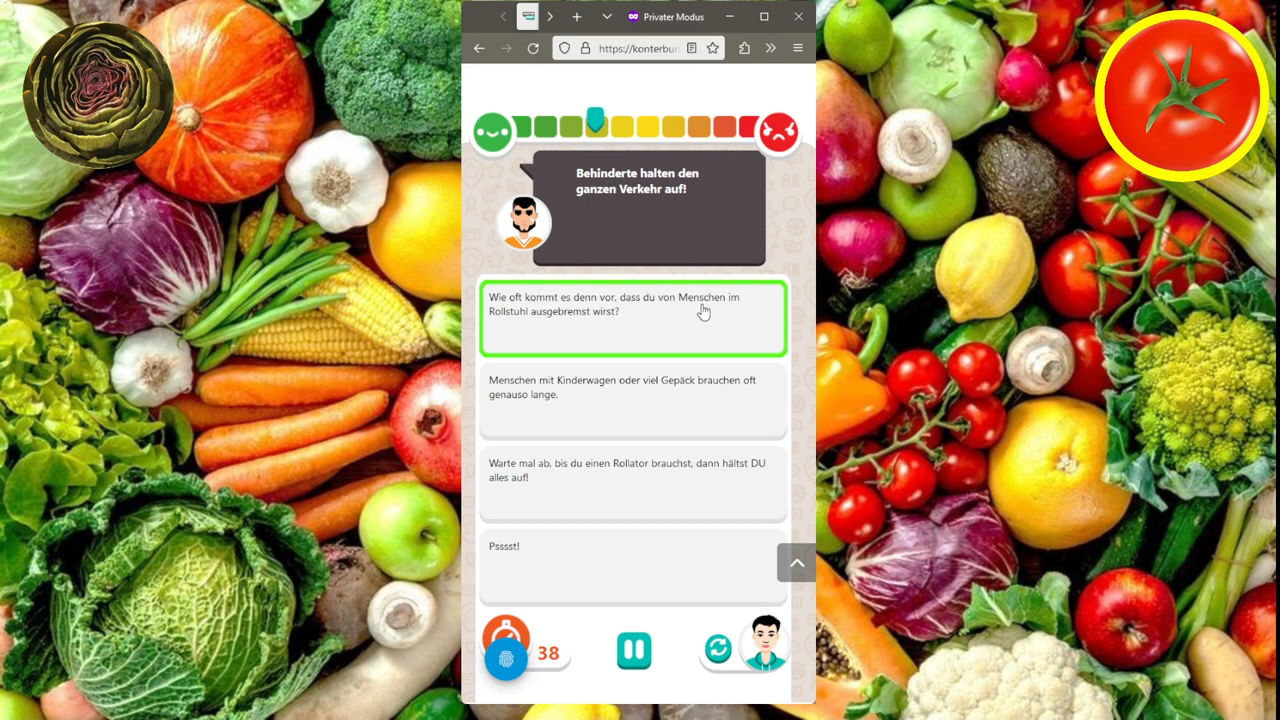 Privater Modus
https://konterbun
Behinderte halten den
ganzen Verkehr auf!
Wie oft kommt es denn vor, dass du von Menschen im
Rollstuhl ausgebremst wirst?
Menschen mit Kinderwagen oder viel Gepäck brauchen oft
genauso lange.
Warte mal ab, bis du einen Rollator brauchst, dann hältst DU
alles auf!
Psssst!
38